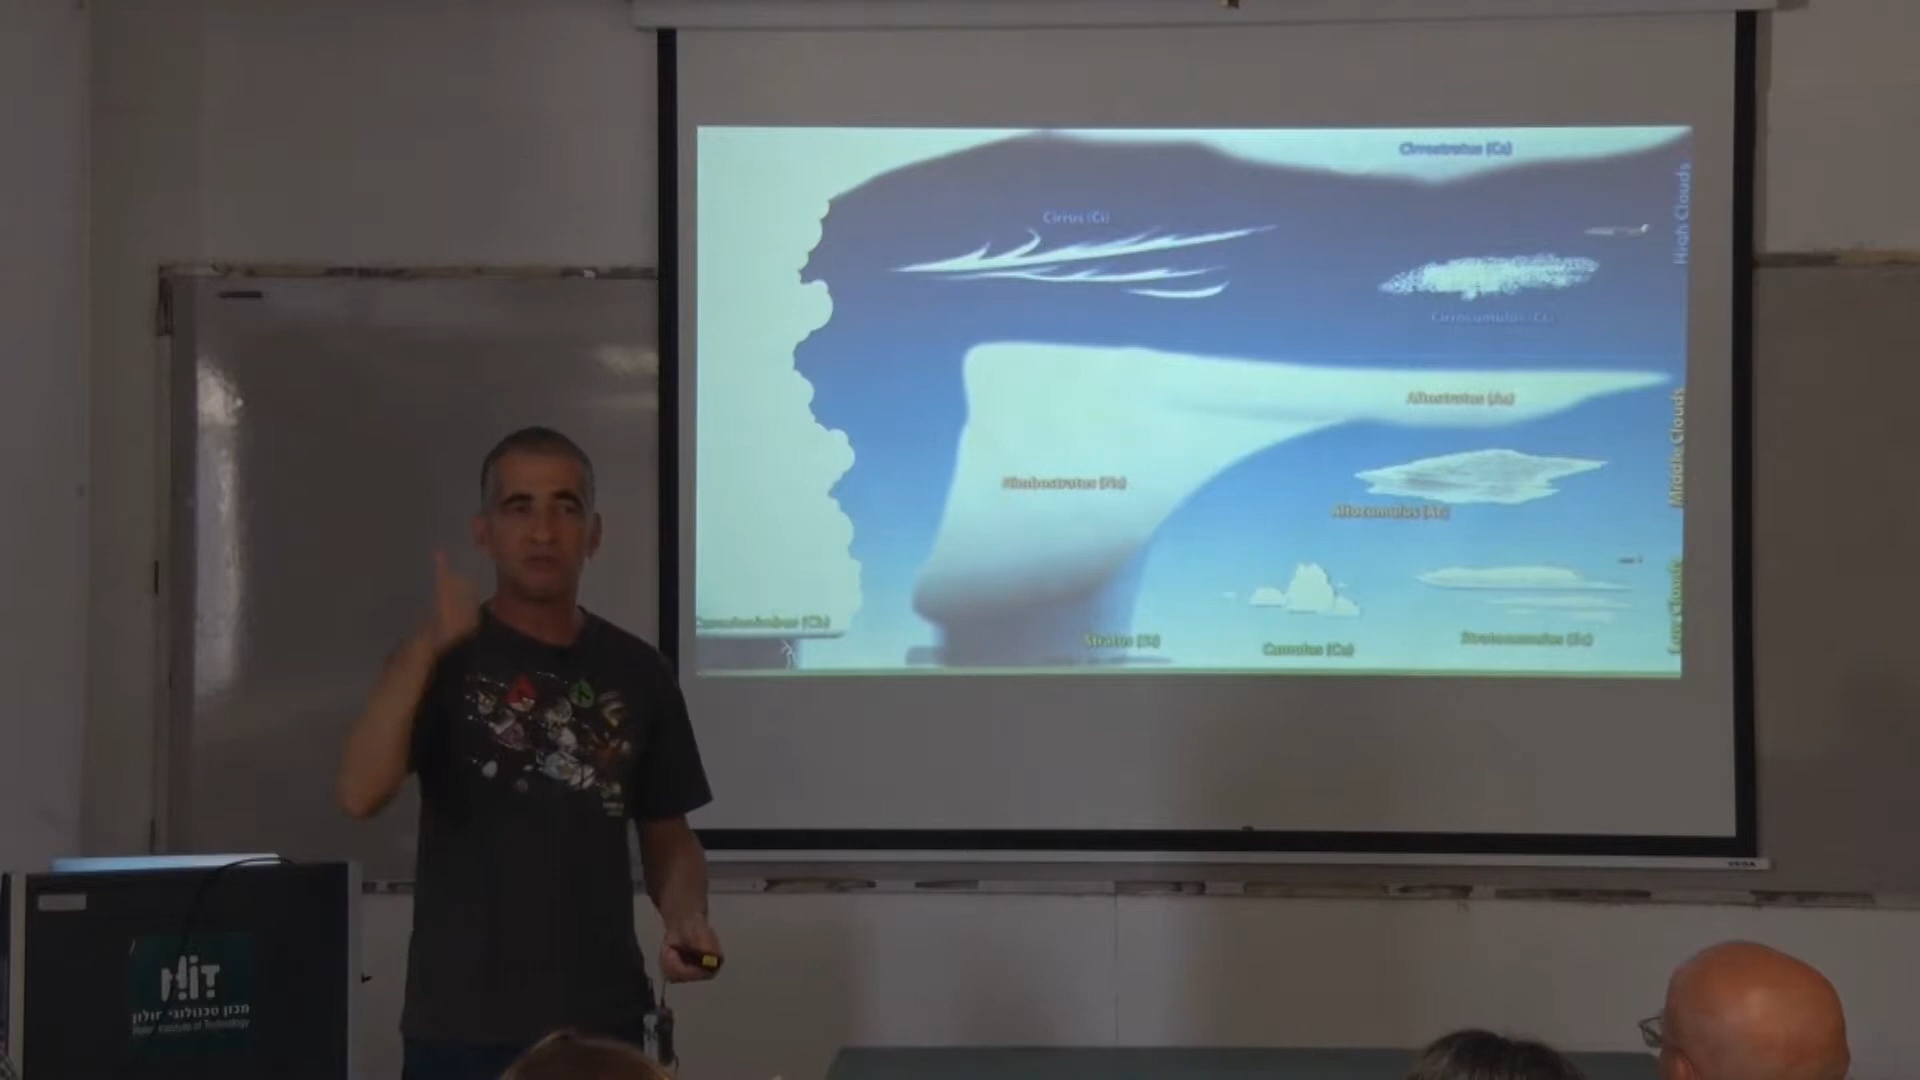 Cirrostratus (Cs)
Cirrus (Ci)
High Clouds
Cirrocumulus (Cc)
Altostratus (As)
Middle Clouds
Nimbostratus (Ns)
Altocumulus (Ac)
Cumulonimbus (Cb)
Stratus (St)
Cumulus (Cu)
Stratocumulus (Sc)
Low Clouds
HIT
מכון טכנולוגי חולון
Holon Institute of Technology